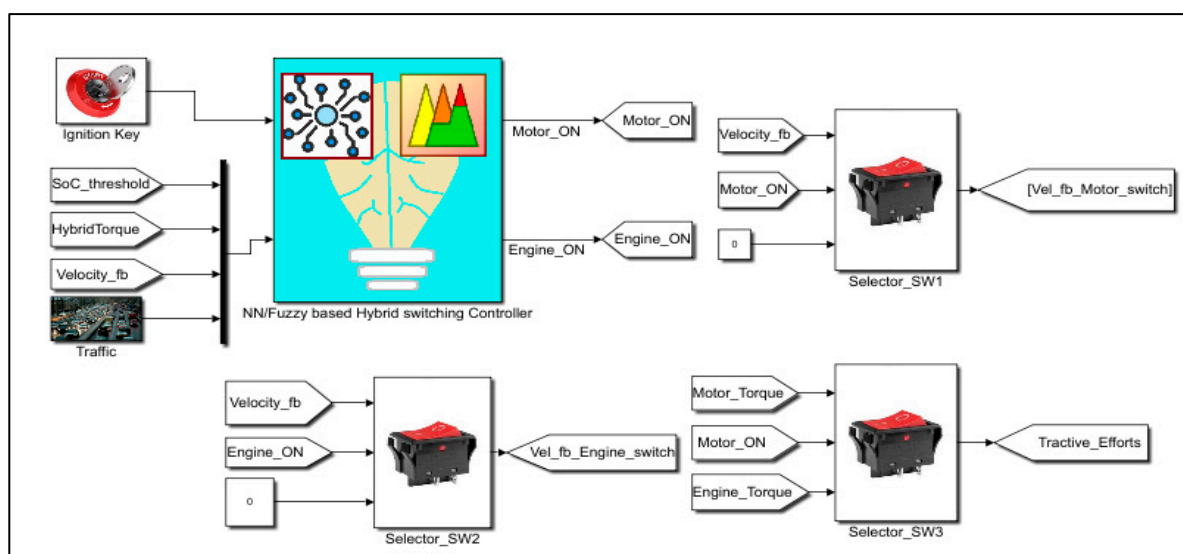 Ignition Key
SoC_threshold
HybridTorque
Velocity_fb
Traffic
Motor_ON
Motor_ON
Engine_ON
Engine_ON
NN/Fuzzy based Hybrid switching Controller
Velocity_fb
Motor_ON
0
[Vel_fb_Motor_switch]
Selector_SW1
Velocity_fb
Engine_ON
0
Vel_fb_Engine_switch
Selector_SW2
Motor_Torque
Motor_ON
Engine_Torque
Tractive_Efforts
Selector_SW3